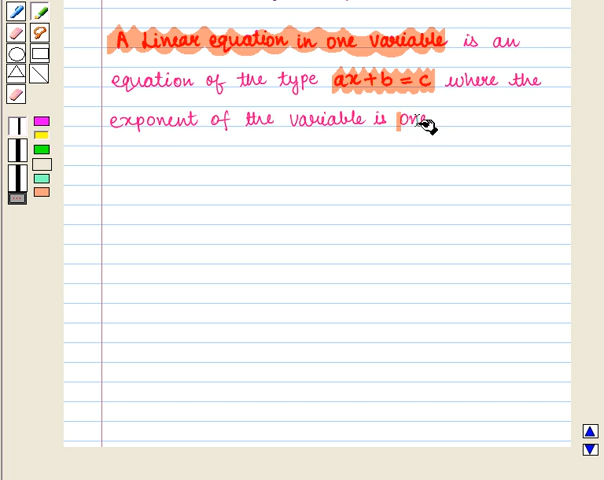 A Linear equation in one variable is an
equation of the type ax+b = c where the
exponent of the variable is one